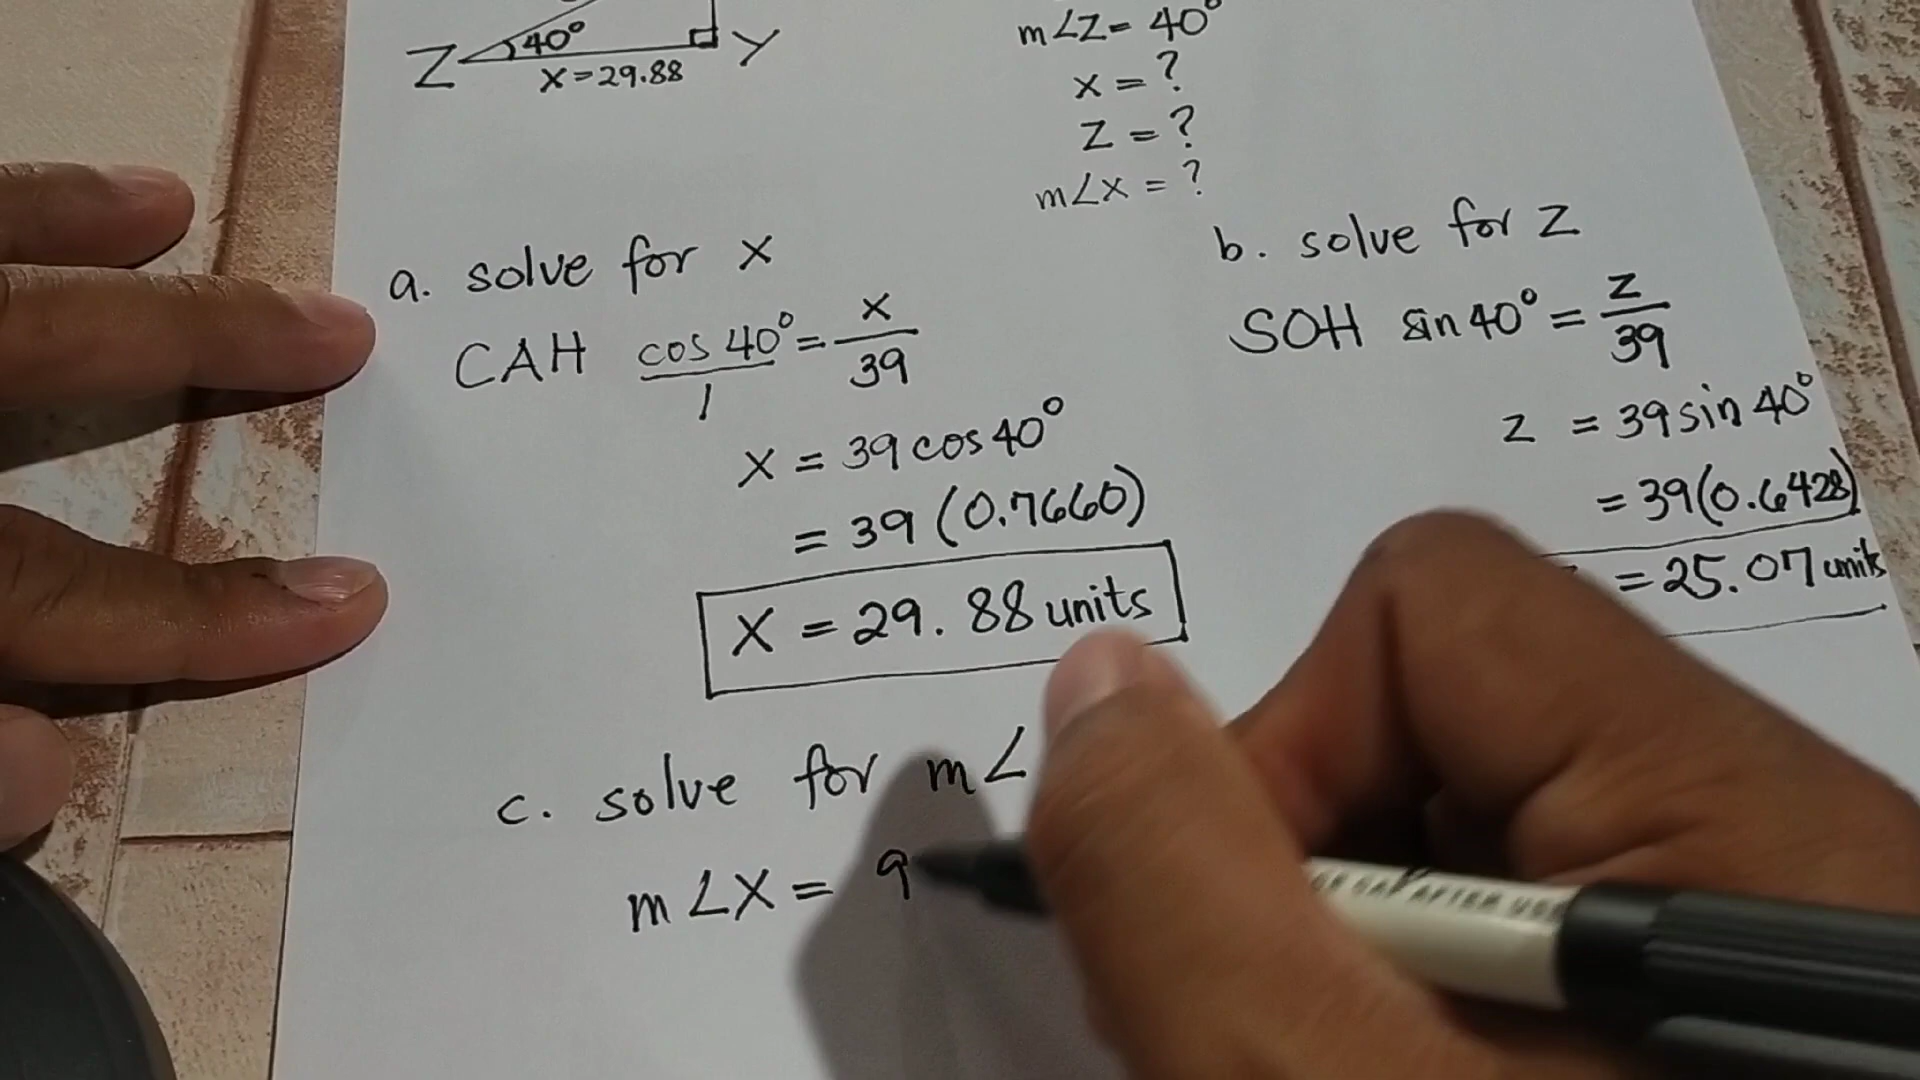 40°
Z Y
x=29.88
m∠Z= 40°
x = ?
z = ?
m∠X = ?
a. solve for x
CAH cos 40°/1 = x/39
x = 39 cos 40°
= 39 (0.7660)
X = 29.88 units
b. solve for z
SOH sin 40° = z/39
z = 39 sin 40°
= 39(0.6428)
= 25.07 units
c. solve for m∠
m∠X = 9